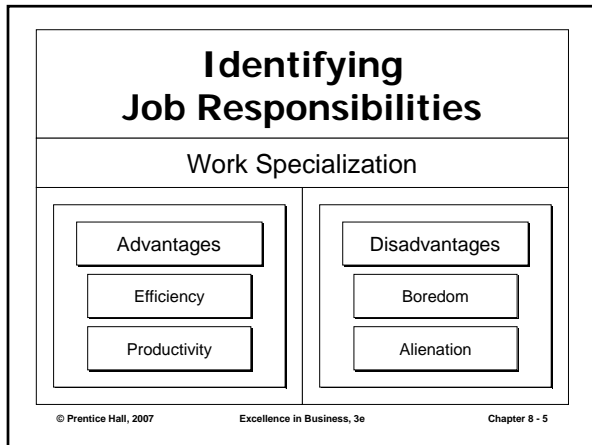 Identifying
Job Responsibilities
Work Specialization
Advantages
Efficiency
Productivity
Disadvantages
Boredom
Alienation
© Prentice Hall, 2007 Excellence in Business, 3e Chapter 8 - 5